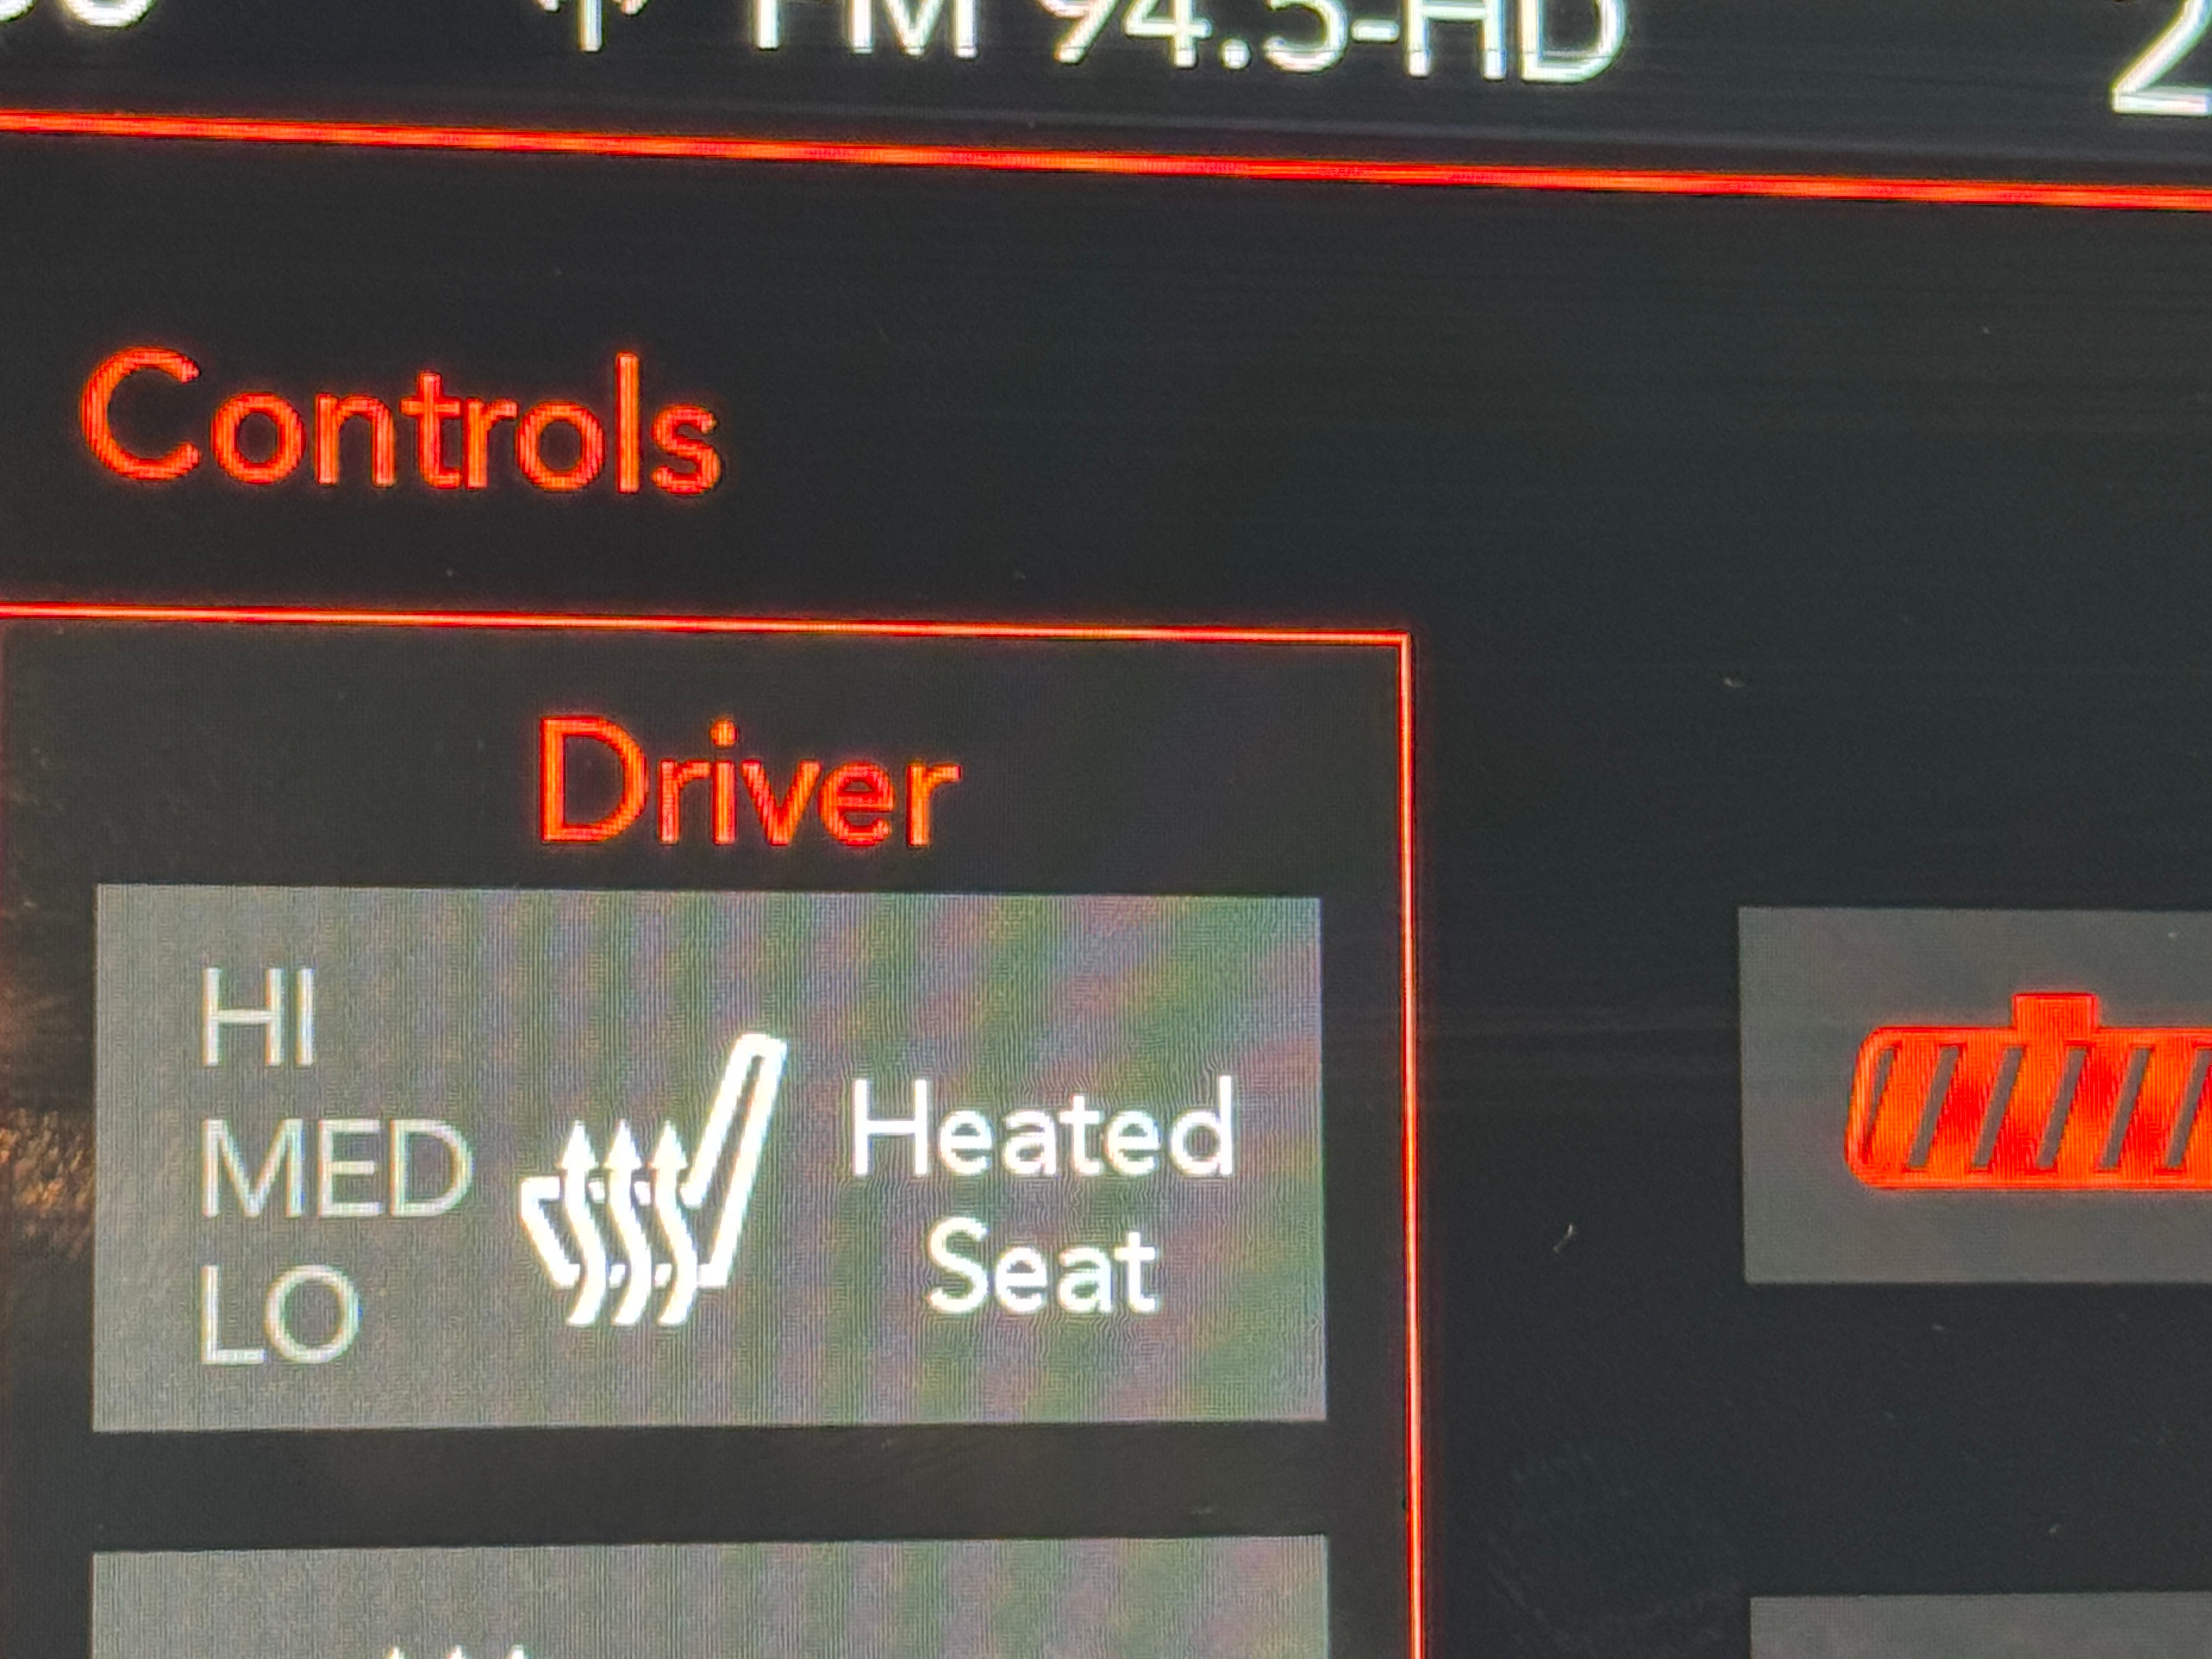 FM 94.5-HD
Controls
Driver
HI
MED
LO
Heated
Seat